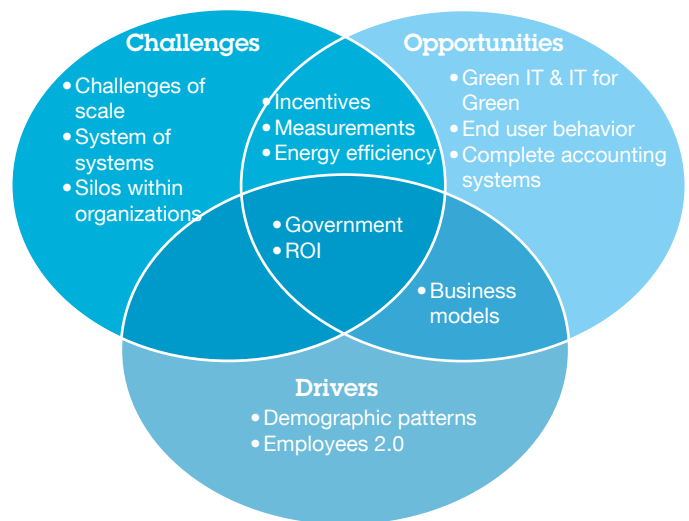 Challenges
• Challenges of
scale
• System of
systems
• Silos within
organizations
• Incentives
• Measurements
• Energy efficiency
Opportunities
• Green IT & IT for
Green
• End user behavior
• Complete accounting
systems
• Government
• ROI
• Business
models
Drivers
• Demographic patterns
• Employees 2.0